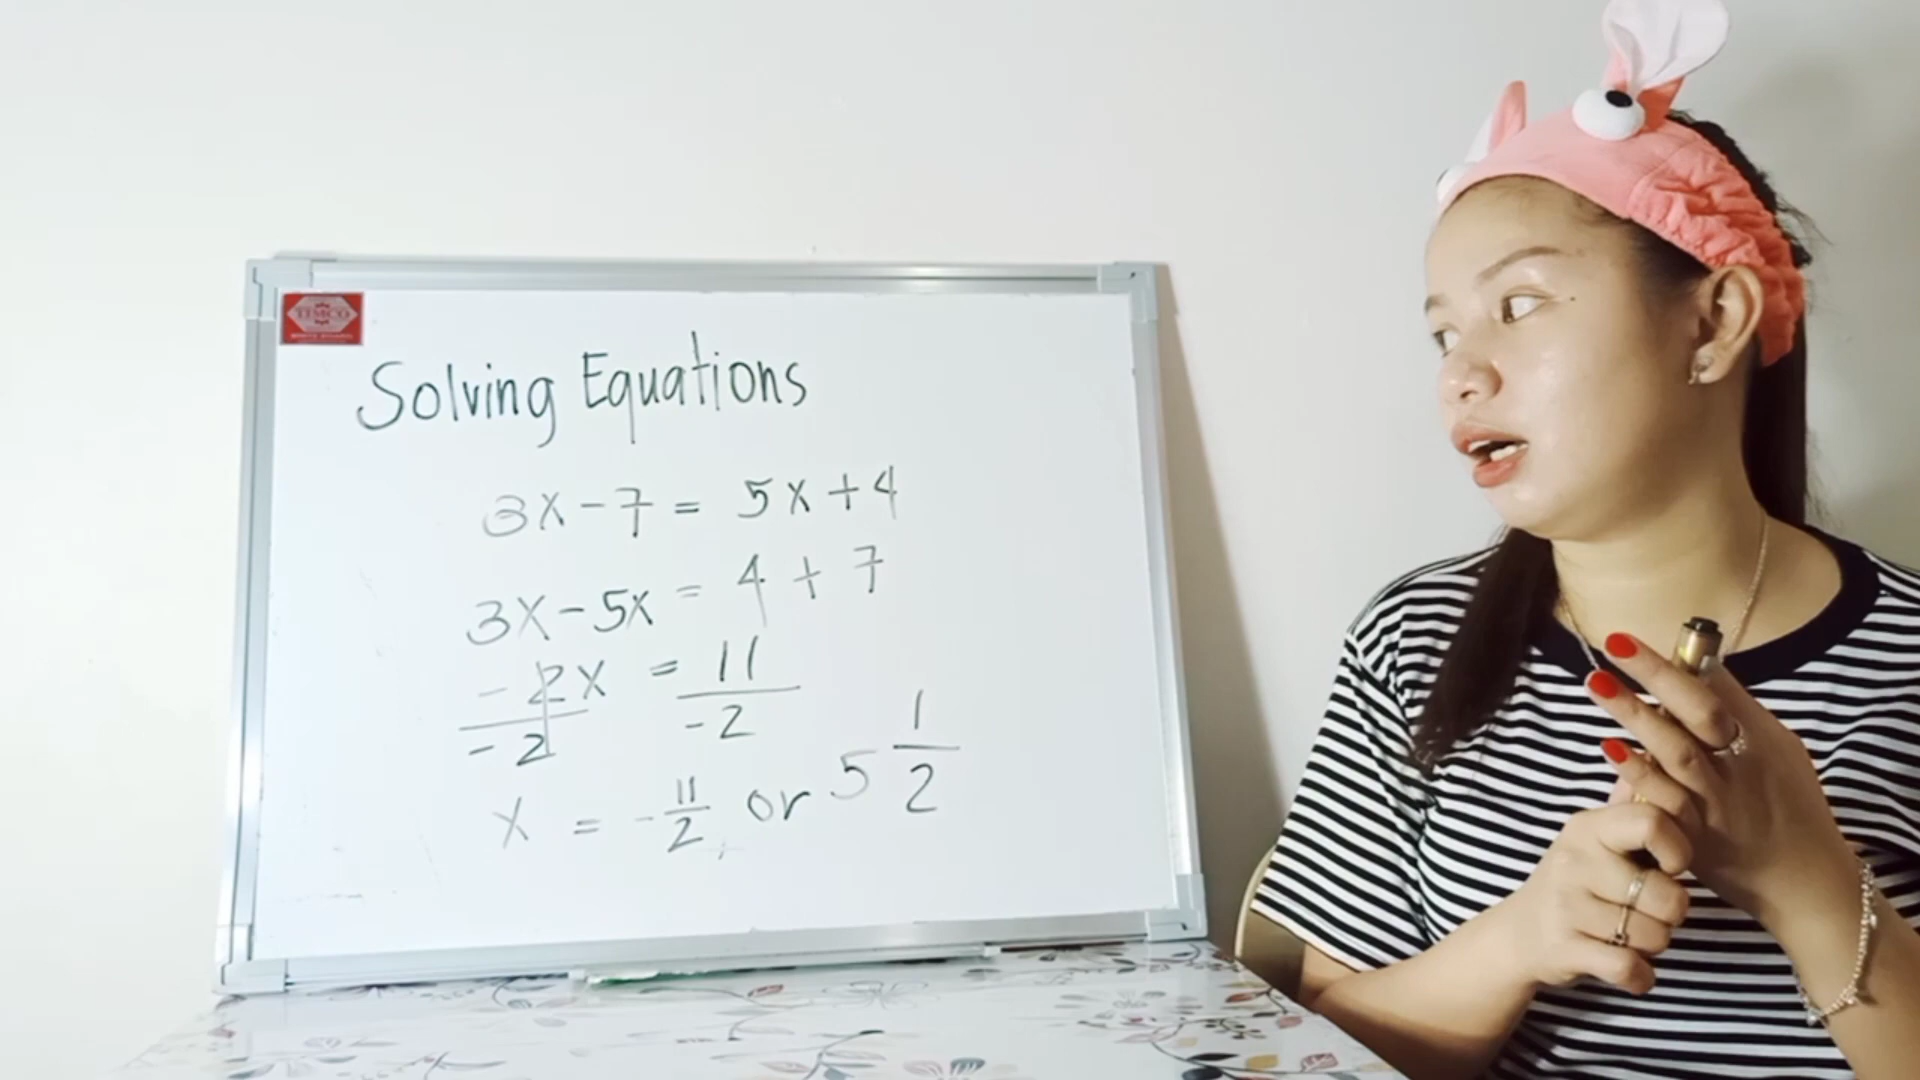 TIMCO
Solving Equations
3x - 7 = 5x + 4
3x - 5x = 4 + 7
-2x/-2 = 11/-2
x = -11/2 or 5 1/2